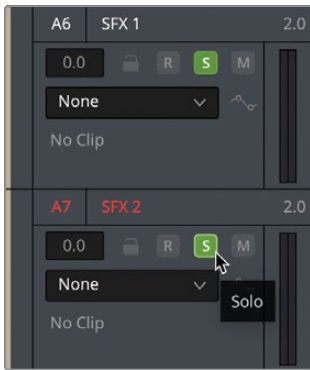 A6 SFX 1 2.0
0.0 R S M
None
No Clip
A7 SFX 2 2.0
0.0 R S M
None
Solo
No Clip